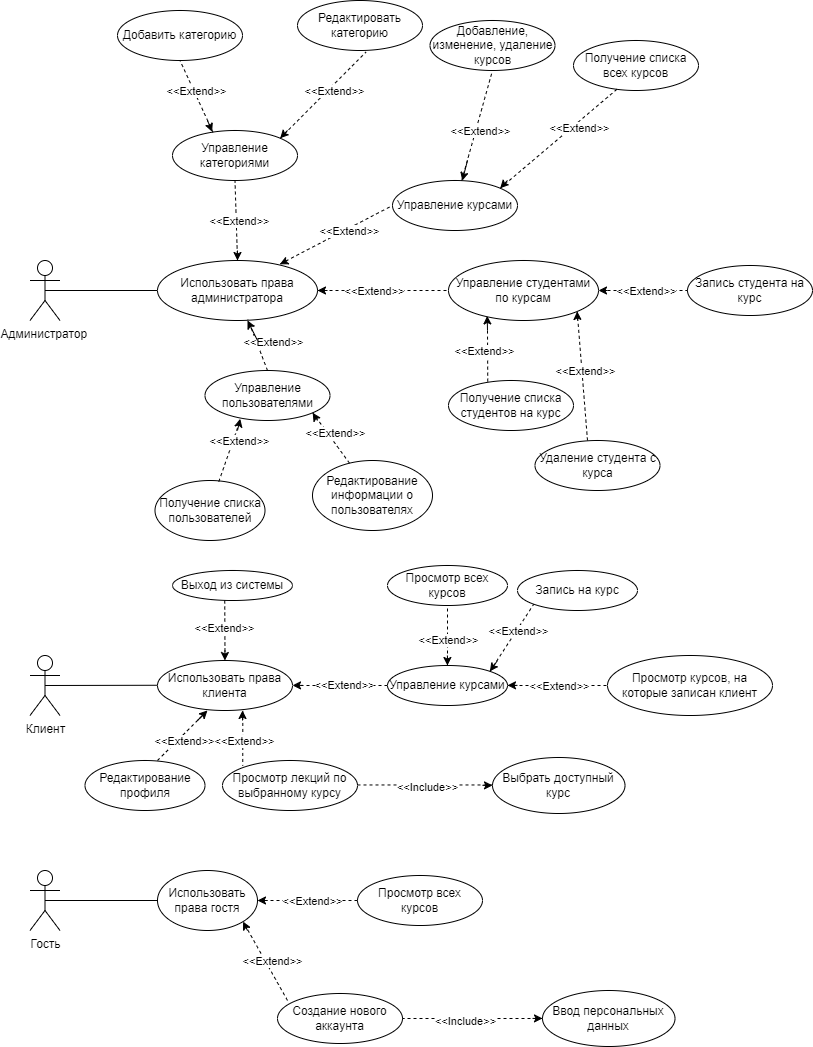 Добавить категорию
Редактировать
категорию
Добавление,
изменение, удаление
курсов
Получение списка
всех курсов
<<Extend>>
<<Extend>>
<<Extend>>
<<Extend>>
Управление
категориями
Управление курсами
<<Extend>>
<<Extend>>
Администратор
Использовать права
администратора
<<Extend>>
Управление студентами
по курсам
<<Extend>>
Запись студента на
курс
<<Extend>>
<<Extend>>
<<Extend>>
Управление
пользователями
Получение списка
студентов на курс
<<Extend>>
<<Extend>>
Удаление студента с
курса
Получение списка
пользователей
Редактирование
информации о
пользователях
Выход из системы
Просмотр всех
курсов
Запись на курс
<<Extend>>
<<Extend>>
<<Extend>>
Клиент
Использовать права
клиента
<<Extend>>
Управление курсами
<<Extend>>
Просмотр курсов, на
которые записан клиент
<<Extend>>
<<Extend>>
Редактирование
профиля
Просмотр лекций по
выбранному курсу
<<Include>>
Выбрать доступный
курс
Гость
Использовать
права гостя
<<Extend>>
Просмотр всех
курсов
<<Extend>>
Создание нового
аккаунта
<<Include>>
Ввод персональных
данных